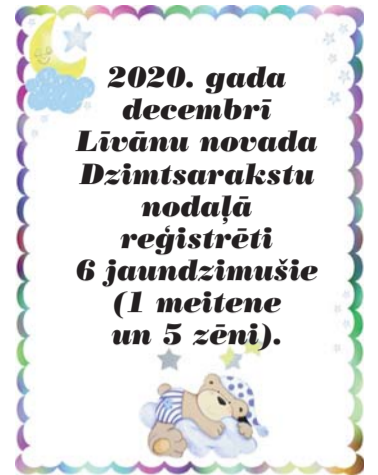 2020. gada
decembrī
Līvānu novada
Dzimtsarakstu
nodaļā
reģistrēti
6 jaundzimušie
(1 meitene
un 5 zēni).